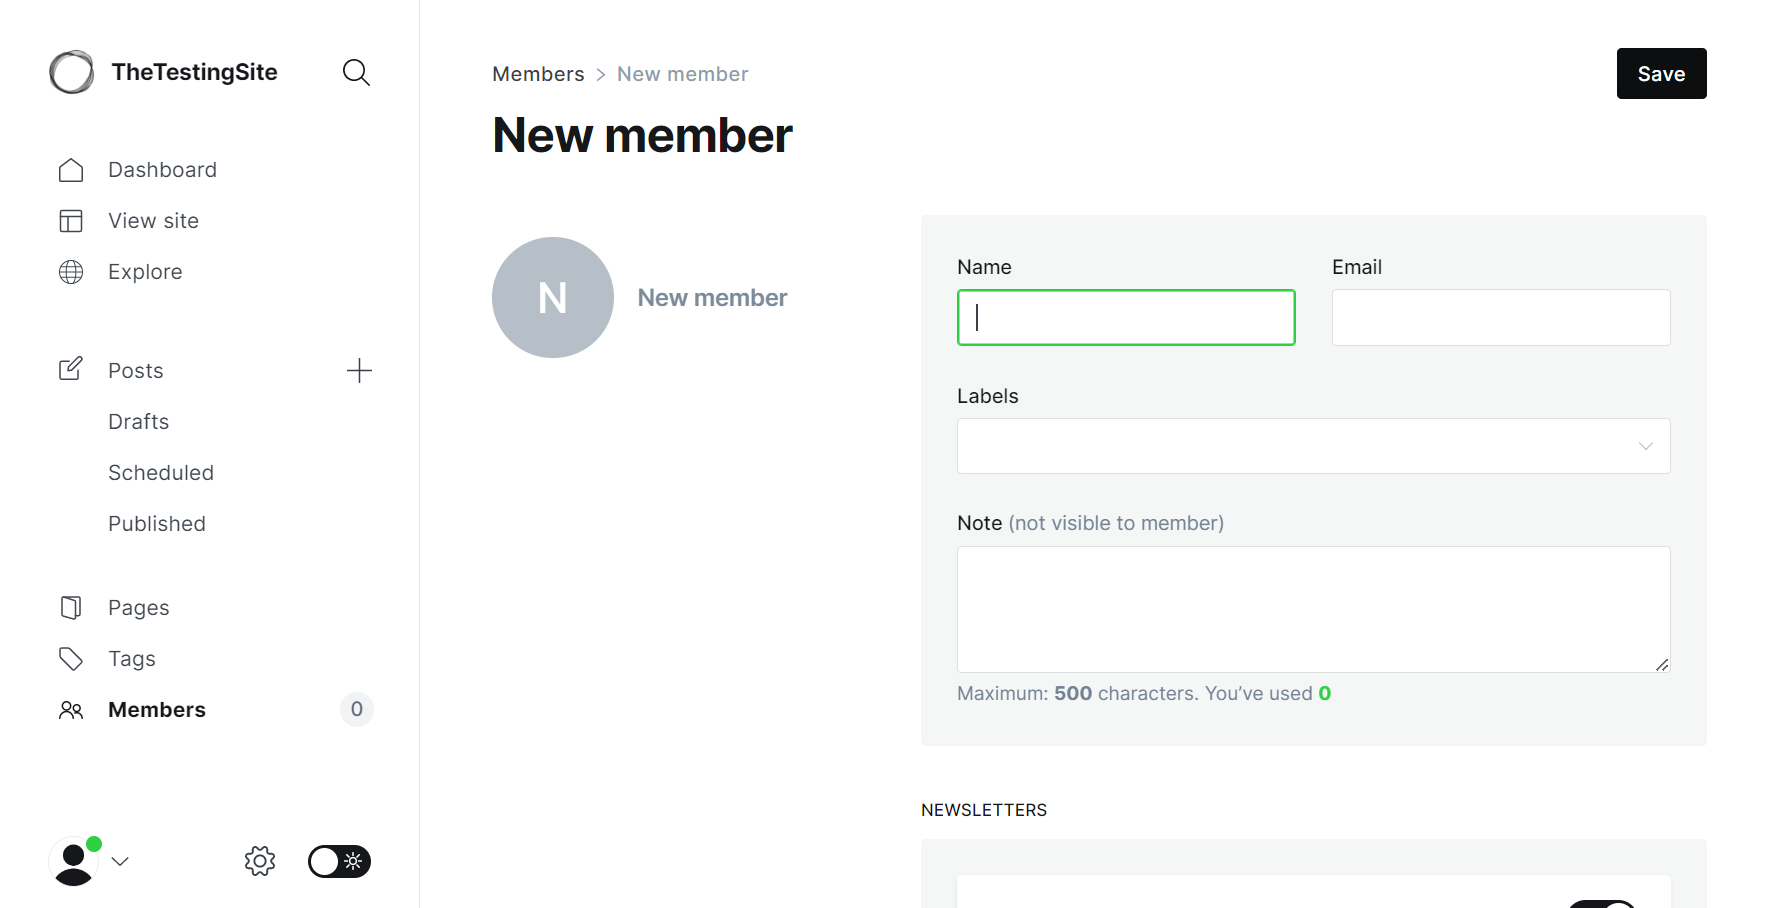 TheTestingSite
Dashboard
View site
Explore
Posts
Drafts
Scheduled
Published
Pages
Tags
Members 0
Members > New member
Save
New member
N
New member
Name
Email
Labels
Note (not visible to member)
Maximum: 500 characters. You’ve used 0
NEWSLETTERS